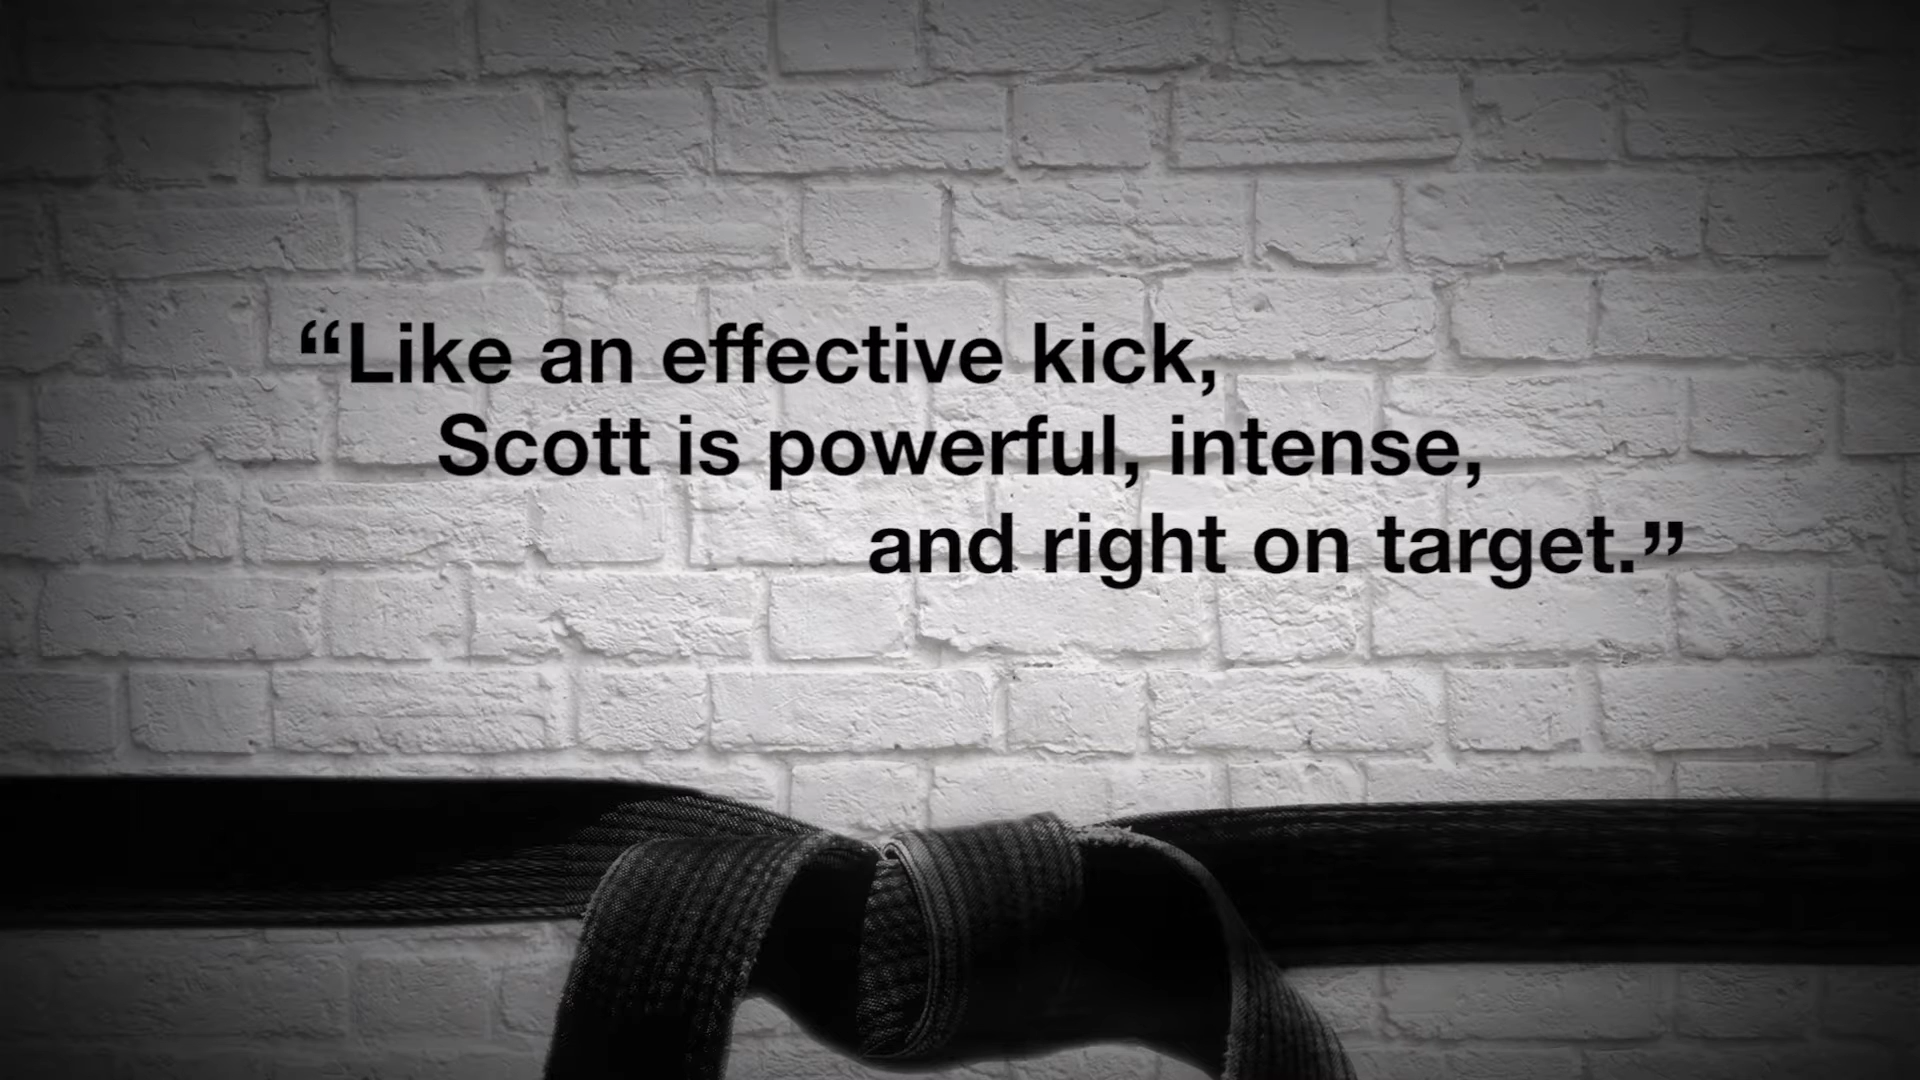 “Like an effective kick,
Scott is powerful, intense,
and right on target.”